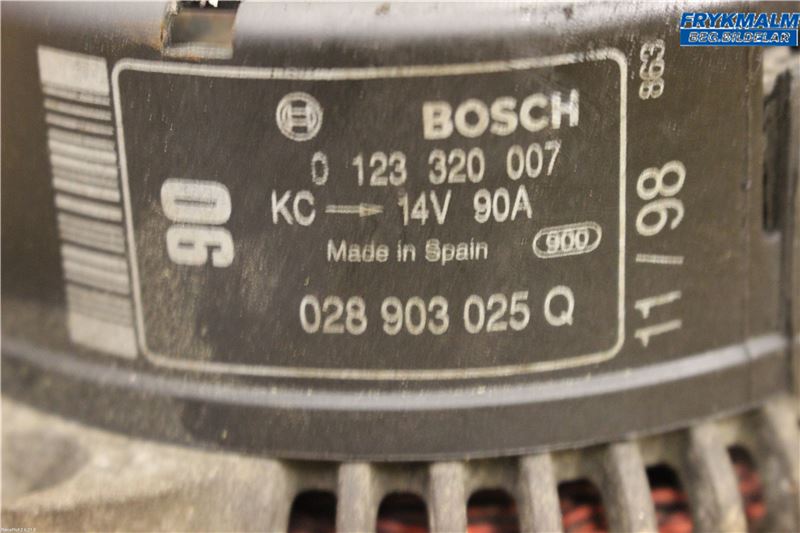 FRYKMALM
BZG.BILDELAR
863
BOSCH
0 123 320 007
KC 14V 90A
90
Made in Spain
900
028 903 025 Q
11/98